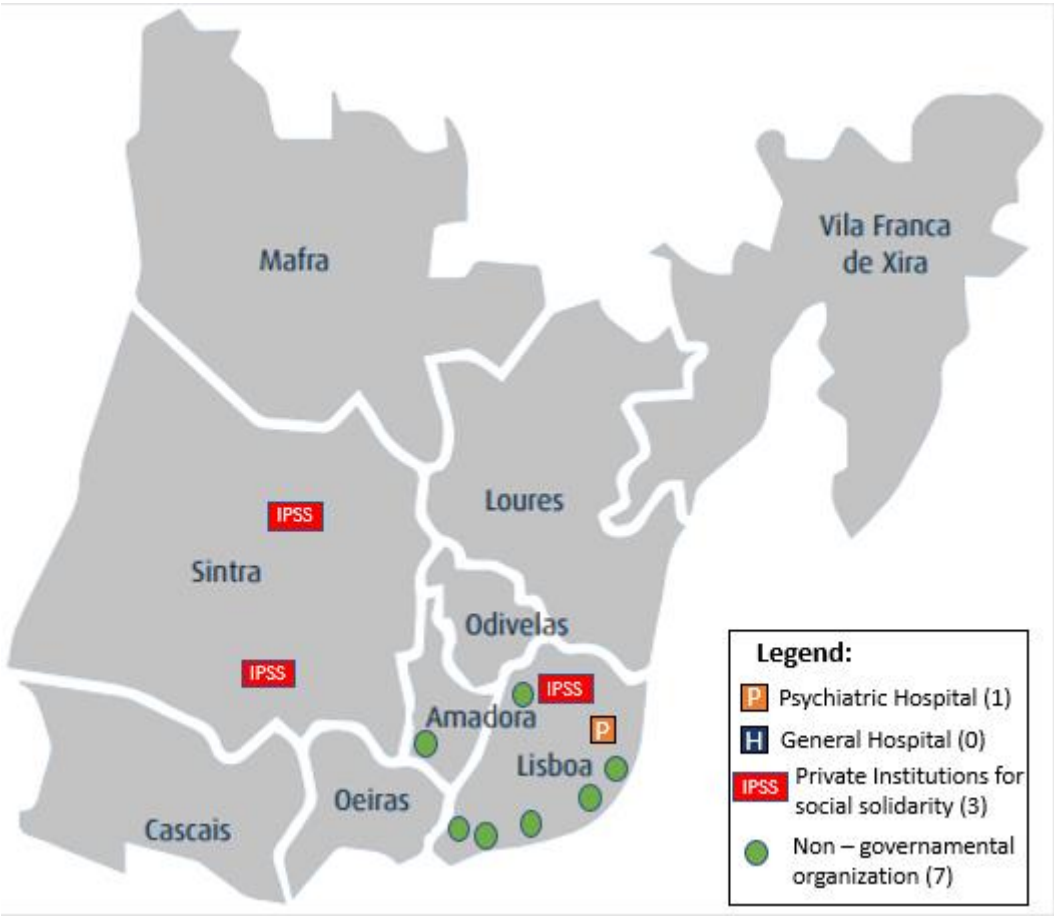 Mafra
Vila Franca
de Xira
Loures
IPSS
Sintra
Odivelas
IPSS
IPSS
Amadora
P
Lisboa
Oeiras
Cascais
Legend:
P Psychiatric Hospital (1)
H General Hospital (0)
IPSS Private Institutions for
social solidarity (3)
Non – governamental
organization (7)